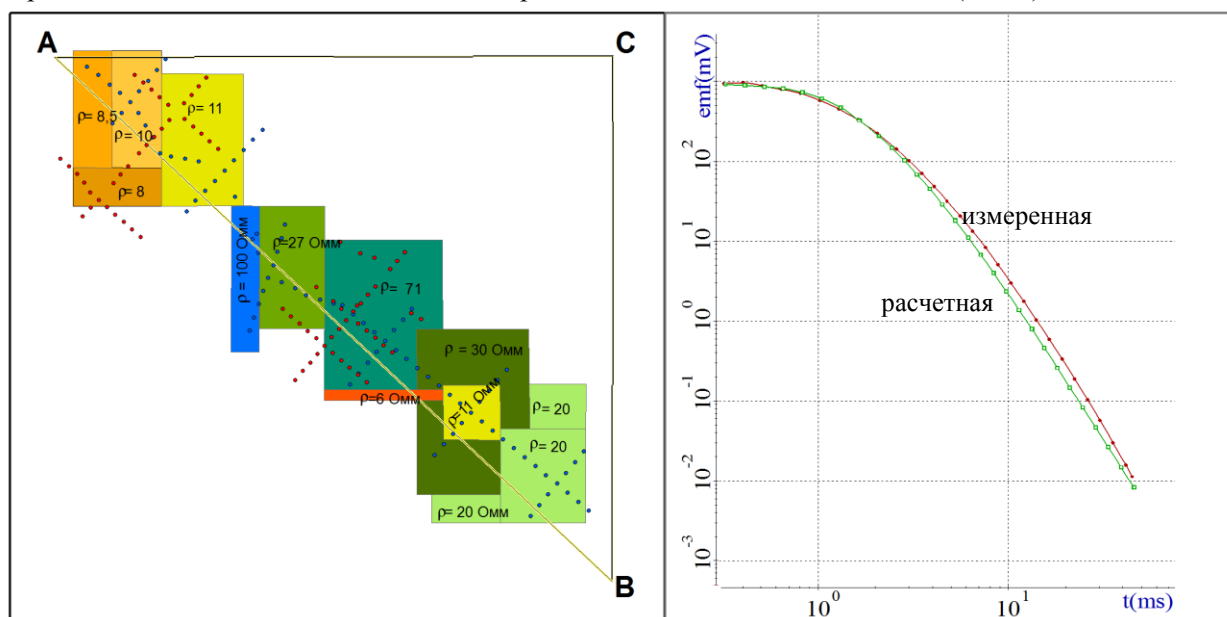 A
C
ρ= 8,5
ρ= 10
ρ= 11
ρ= 8
ρ = 100 Омм
ρ=27 Омм
ρ= 71
ρ = 30 Омм
ρ=6 Омм
ρ=11 Омм
ρ= 20
ρ= 20
ρ= 20 Омм
B
emf(mV)
10²
10¹
10⁰
10⁻¹
10⁻²
10⁻³
измеренная
расчетная
10⁰
10¹
t(ms)